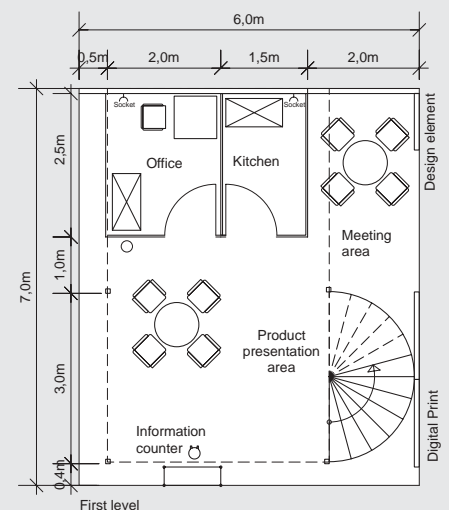 6,0m
0,5m 2,0m 1,5m 2,0m
Socket
Socket
Office
Kitchen
Design element
2,5m
Meeting
area
1,0m
7,0m
Product
presentation
area
3,0m
Information
counter
Digital Print
0,4m
First level